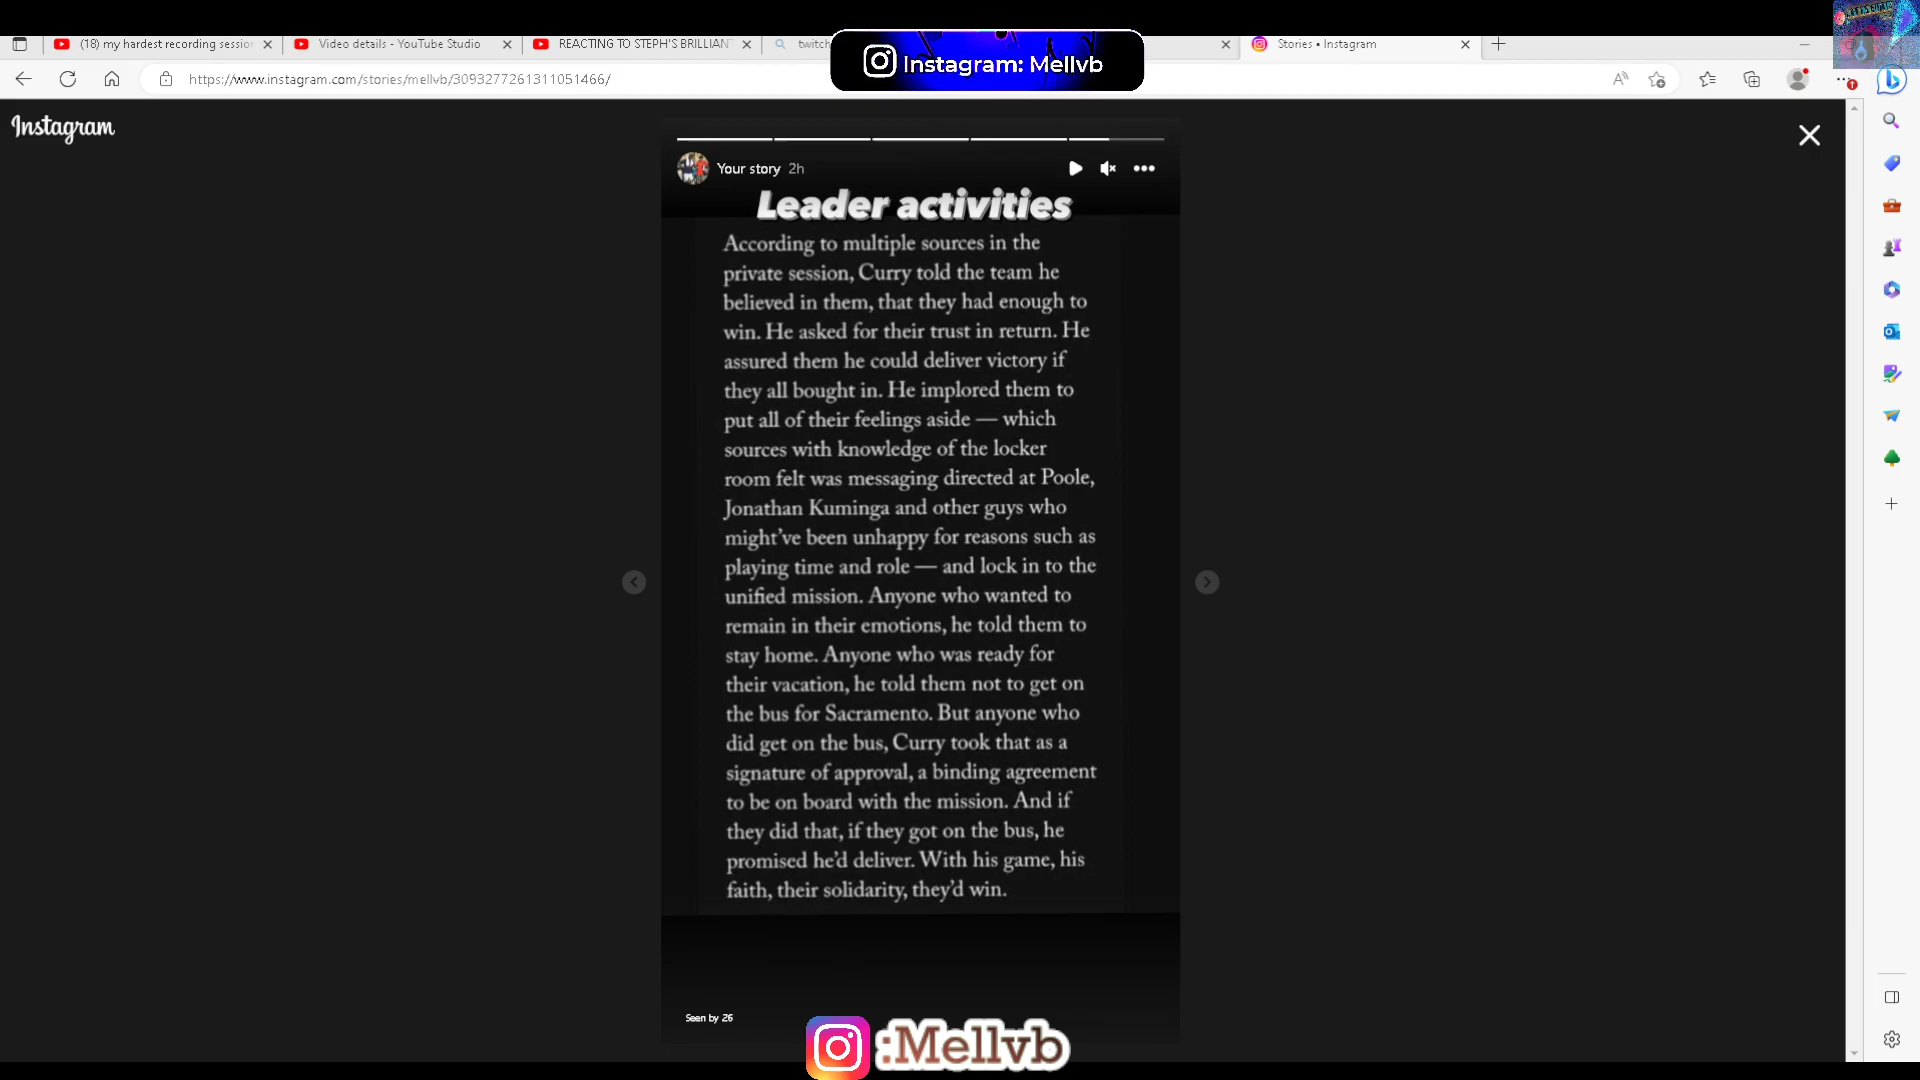 (18) my hardest recording sessio
Video details - YouTube Studio
REACTING TO STEPH'S BRILLIAN
twitch
Stories • Instagram
Instagram: Mellvb
https://www.instagram.com/stories/mellvb/3093277261311051466/
Instagram
Your story 2h
Leader activities
According to multiple sources in the
private session, Curry told the team he
believed in them, that they had enough to
win. He asked for their trust in return. He
assured them he could deliver victory if
they all bought in. He implored them to
put all of their feelings aside — which
sources with knowledge of the locker
room felt was messaging directed at Poole,
Jonathan Kuminga and other guys who
might've been unhappy for reasons such as
playing time and role — and lock in to the
unified mission. Anyone who wanted to
remain in their emotions, he told them to
stay home. Anyone who was ready for
their vacation, he told them not to get on
the bus for Sacramento. But anyone who
did get on the bus, Curry took that as a
signature of approval, a binding agreement
to be on board with the mission. And if
they did that, if they got on the bus, he
promised he'd deliver. With his game, his
faith, their solidarity, they'd win.
Seen by 26
:Mellvb